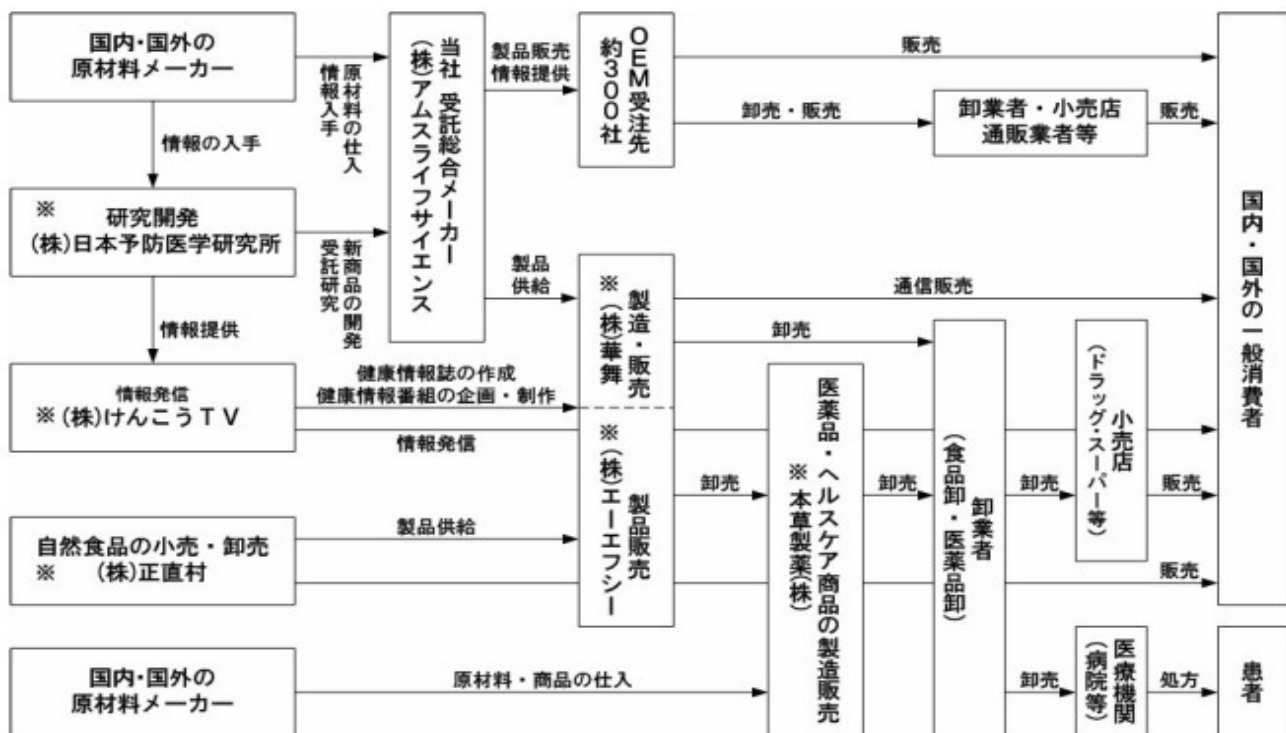 国内・国外の
原材料メーカー
原材料の仕入
情報入手
当社 受託総合メーカー
(株)アムスライフサイエンス
製品販売
情報提供
OEM受注先
約300社
販売
卸売・販売
卸業者・小売店
通販業者等
販売
国内・国外の一般消費者
情報の入手
※ 研究開発
(株)日本予防医学研究所
新商品の開発
受託研究
製品
供給
製造・販売
※(株)華舞
通信販売
卸売
情報提供
情報発信
※(株)けんこうTV
健康情報誌の作成
健康情報番組の企画・制作
情報発信
製品販売
※(株)エーエフシー
卸売
医薬品・ヘルスケア商品の製造販売
※本草製薬(株)
卸売
卸業者
(食品卸・医薬品卸)
卸売
小売店
(ドラッグ・スーパー等)
販売
自然食品の小売・卸売
※ (株)正直村
製品供給
販売
国内・国外の
原材料メーカー
原材料・商品の仕入
卸売
医療機関
(病院等)
処方
患者